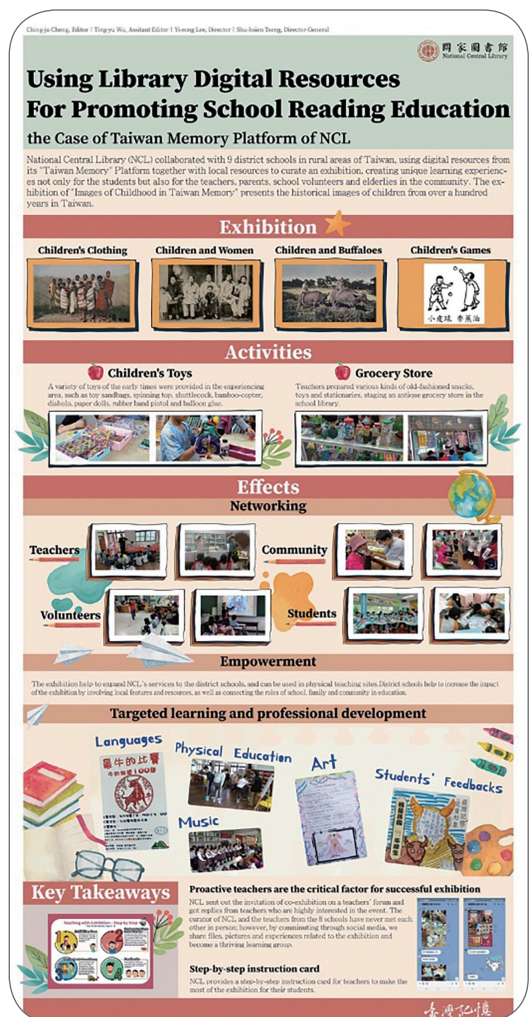 Ching-ju Cheng, Editor | Ting-yu Wu, Assitant Editor | Yi-rong Lee, Director | Shu-hsien Tseng, Director-General
國家圖書館
National Central Library
Using Library Digital Resources
For Promoting School Reading Education
the Case of Taiwan Memory Platform of NCL
National Central Library (NCL) collaborated with 9 district schools in rural areas of Taiwan, using digital resources from
its "Taiwan Memory" Platform together with local resources to curate an exhibition, creating unique learning experienc-
es not only for the students but also for the teachers, parents, school volunteers and elderlies in the community. The ex-
hibition of "Images of Childhood in Taiwan Memory" presents the historical images of children from over a hundred
years in Taiwan.
Exhibition
Children's Clothing
Children and Women
Children and Buffaloes
Children's Games
小皮球 香蕉油
Activities
Children's Toys
A variety of toys of the early times were provided in the experiencing
area, such as toy sandbags, spinning top, shuttlecock, bamboo-copter,
diabolo, paper dolls, rubber band pistol and balloon glue.
Grocery Store
Teachers prepared various kinds of old-fashioned snacks,
toys and stationaries, staging an antique grocery store in the
school library.
Effects
Networking
Teachers
Community
Volunteers
Students
Empowerment
The exhibition help to expand NCL's services to the district schools, and can be used in physical teaching sites.District schools help to increase the impact
of the exhibition by involving local features and resources, as well as connecting the roles of school, family and community in education.
Targeted learning and professional development
Languages
Physical Education
Art
Students' Feedbacks
Music
Key Takeaways
Teaching with Exhibition - Step by Step
Proactive teachers are the critical factor for successful exhibition
NCL sent out the invitation of co-exhibition on a teachers' forum and
got replies from teachers who are highly interested in the event. The
curator of NCL and the teachers from the 8 schools have never met each
other in person; however, by comminuting through social media, we
share files, pictures and experiences related to the exhibition and
become a thriving learning group.
Step-by-step instruction card
NCL provides a step-by-step instruction card for teachers to make the
most of the exhibition for their students.
臺灣記憶